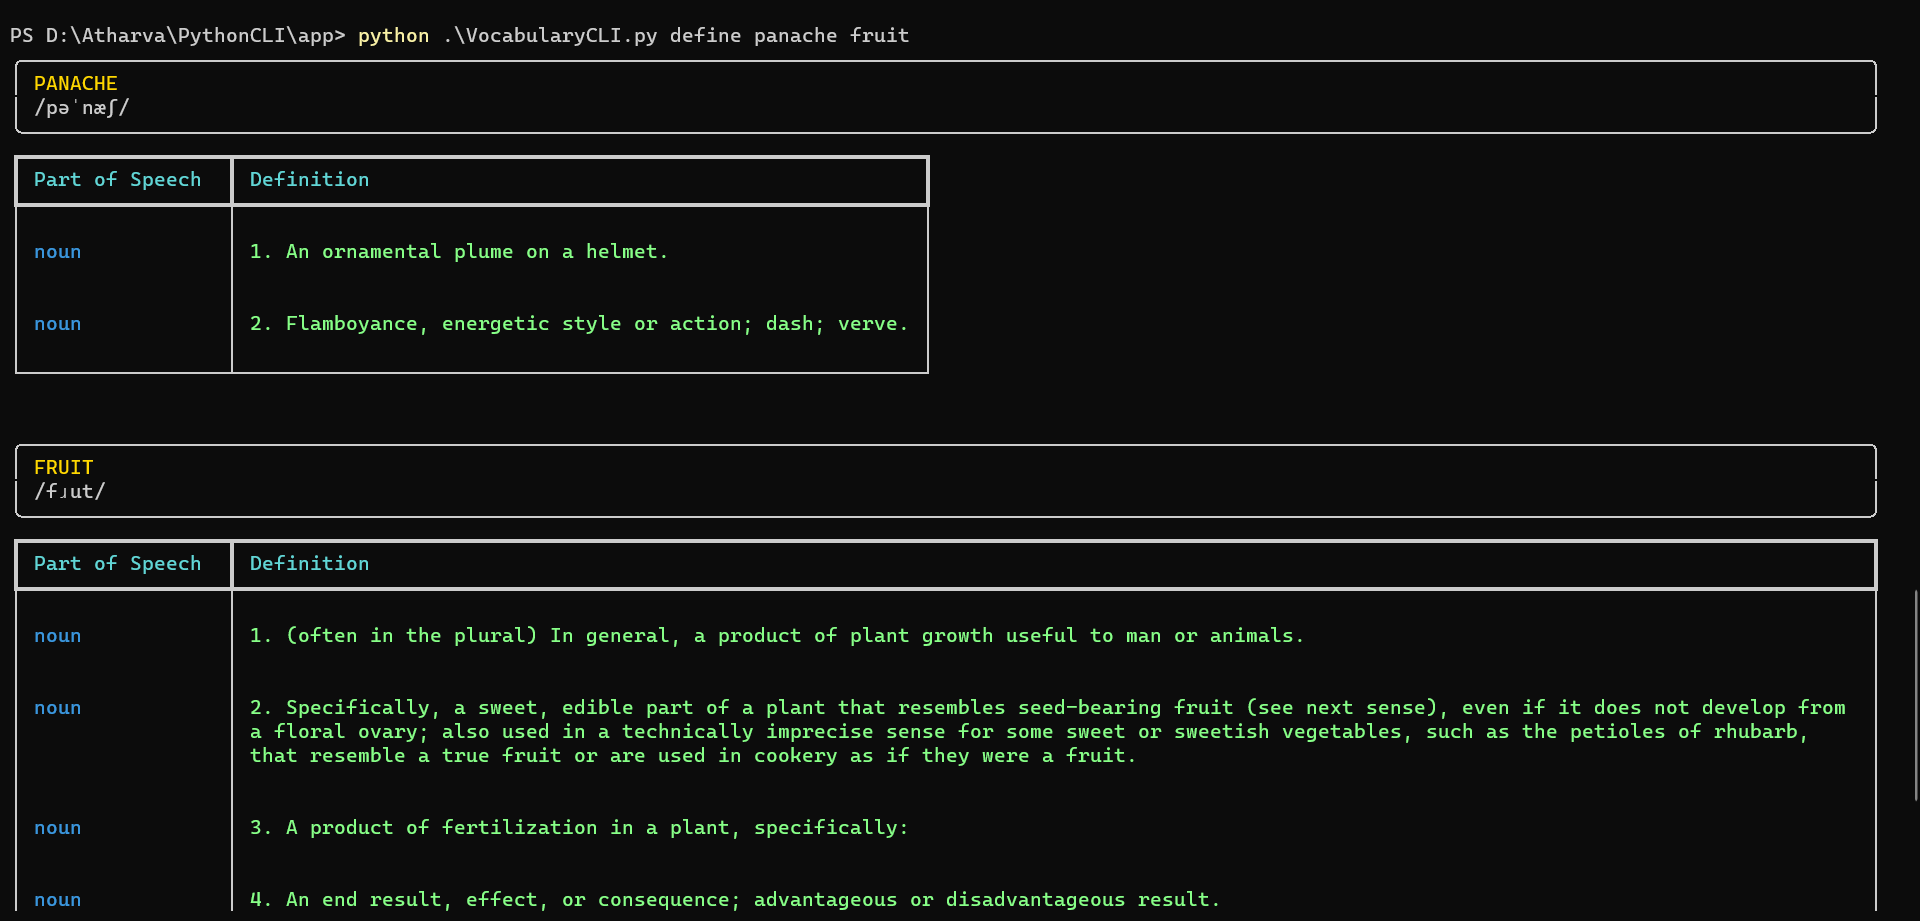 PS D:\Atharva\PythonCLI\app> python .\VocabularyCLI.py define panache fruit
PANACHE
/pəˈnæʃ/
Part of Speech Definition
noun 1. An ornamental plume on a helmet.
noun 2. Flamboyance, energetic style or action; dash; verve.
FRUIT
/fɹut/
Part of Speech Definition
noun 1. (often in the plural) In general, a product of plant growth useful to man or animals.
noun 2. Specifically, a sweet, edible part of a plant that resembles seed-bearing fruit (see next sense), even if it does not develop from
a floral ovary; also used in a technically imprecise sense for some sweet or sweetish vegetables, such as the petioles of rhubarb,
that resemble a true fruit or are used in cookery as if they were a fruit.
noun 3. A product of fertilization in a plant, specifically:
noun 4. An end result, effect, or consequence; advantageous or disadvantageous result.